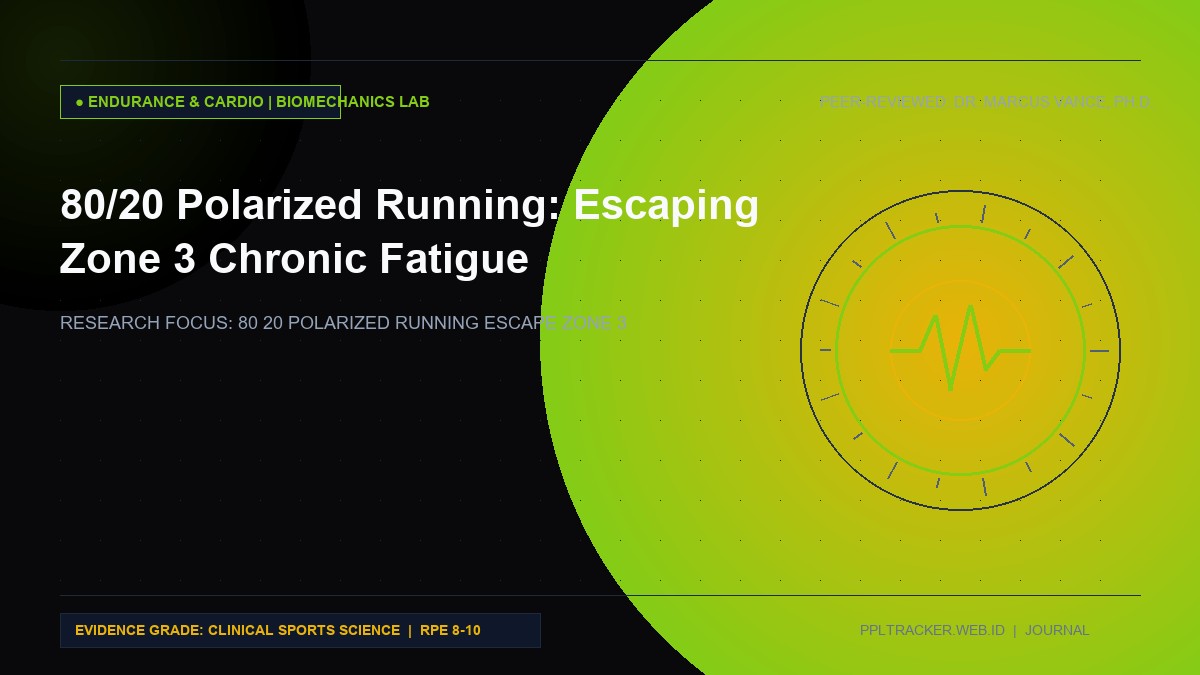 ● ENDURANCE & CARDIO | BIOMECHANICS LAB
PEER-REVIEWED: DR. MARCUS VANCE, PH.D
80/20 Polarized Running: Escaping
Zone 3 Chronic Fatigue
RESEARCH FOCUS: 80 20 POLARIZED RUNNING ESCAPE ZONE 3
EVIDENCE GRADE: CLINICAL SPORTS SCIENCE | RPE 8-10
PPLTRACKER.WEB.ID | JOURNAL